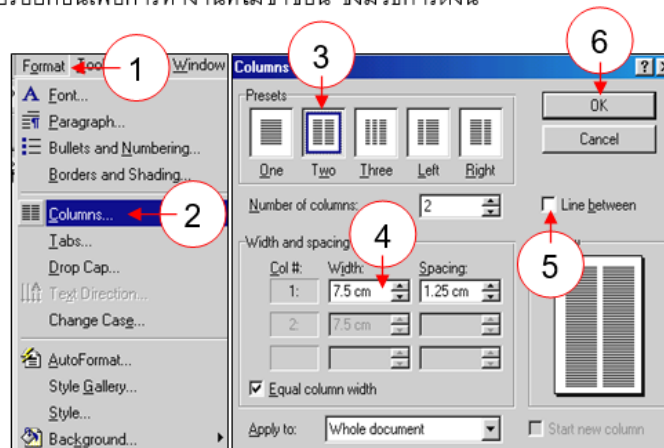 Format
Window
Font...
Paragraph...
Bullets and Numbering...
Borders and Shading...
Columns...
Tabs...
Drop Cap...
Text Direction...
Change Case...
AutoFormat...
Style Gallery...
Style...
Background...
1
2
Columns
3
6
Presets
One Two Three Left Right
OK
Cancel
Number of columns: 2
Line between
Width and spacing
4
5
Col #: Width: Spacing:
1: 7.5 cm 1.25 cm
2: 7.5 cm
Equal column width
Apply to: Whole document
Start new column